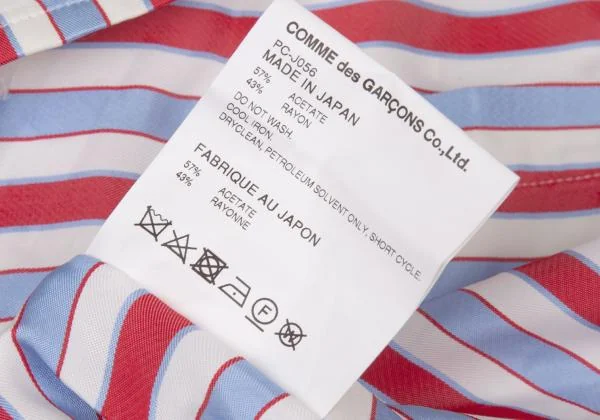 COMME des GARÇONS Co.,Ltd.
PC-J056
MADE IN JAPAN
57% ACETATE
43% RAYON
DO NOT WASH.
COOL IRON.
DRYCLEAN, PETROLEUM SOLVENT ONLY, SHORT CYCLE.
FABRIQUE AU JAPON
57% ACETATE
43% RAYONNE
F